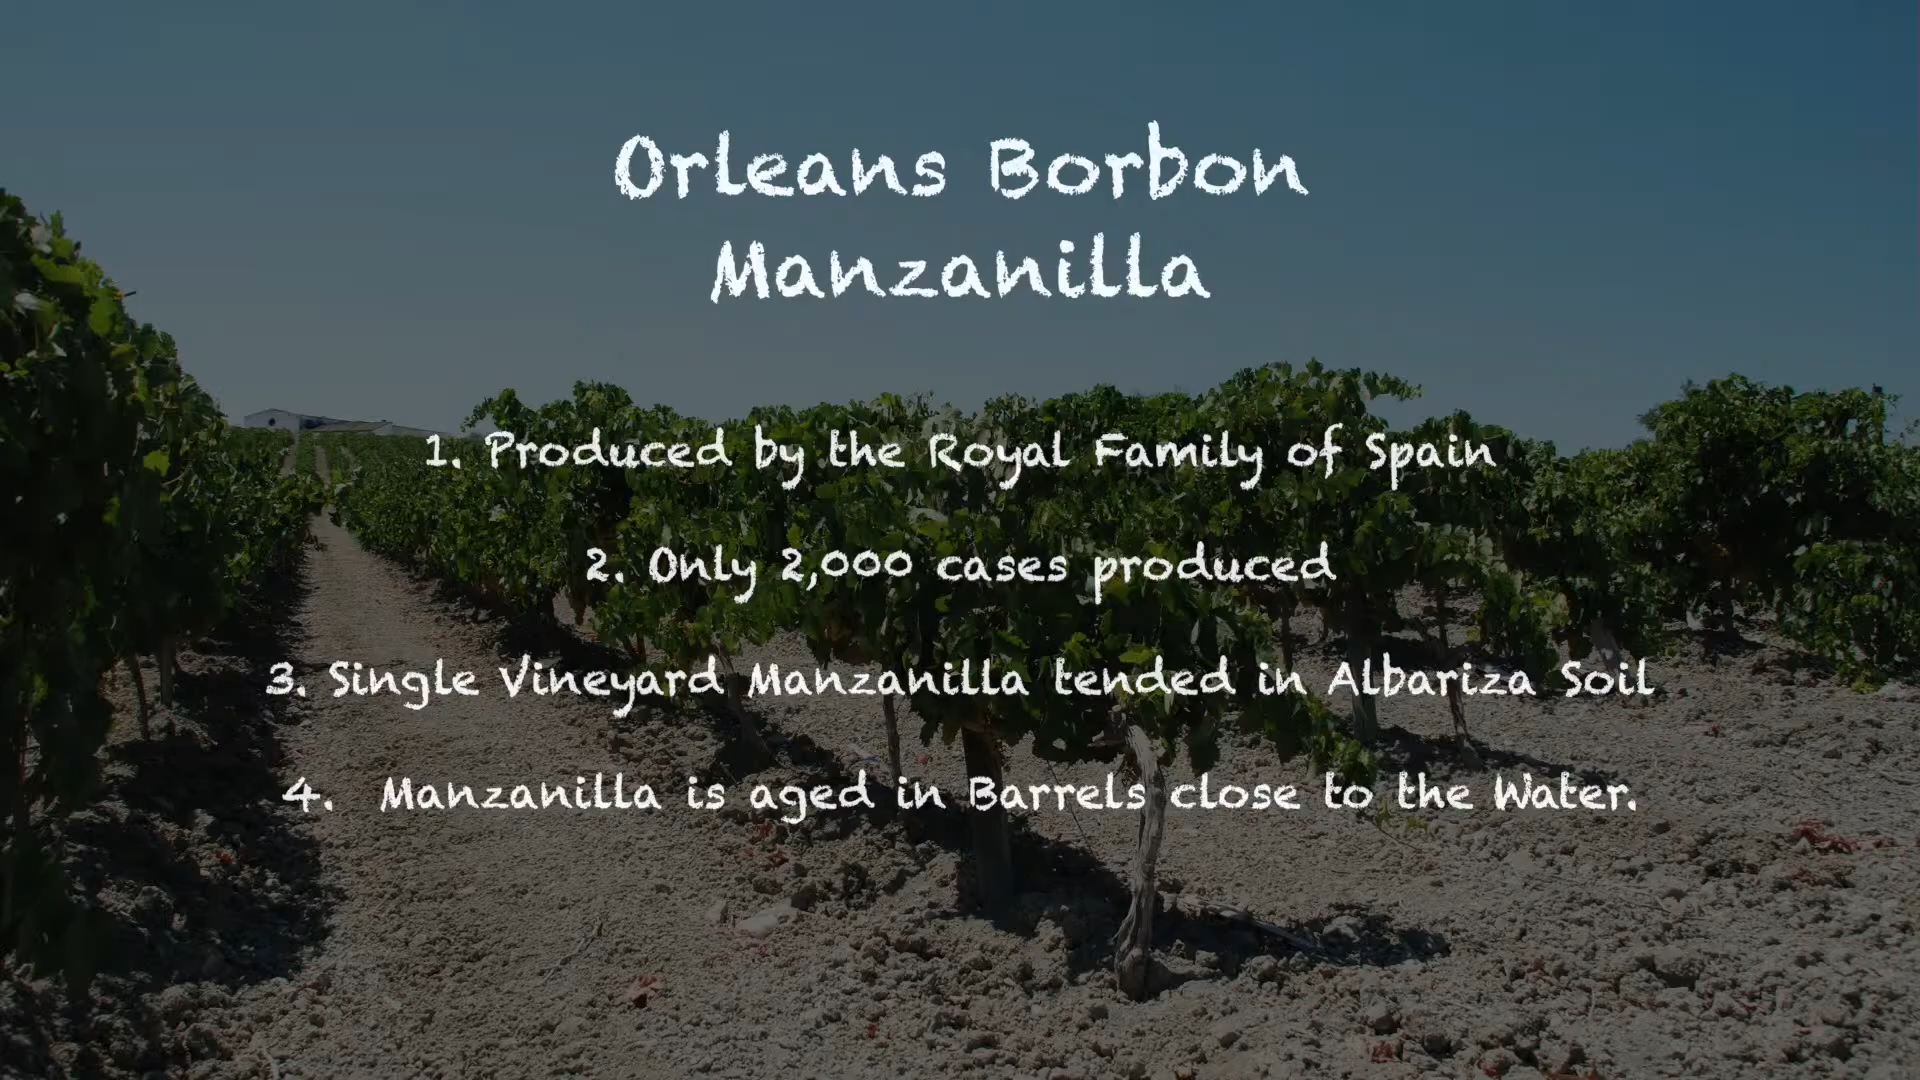 Orleans Borbon
Manzanilla
1. Produced by the Royal Family of Spain
2. Only 2,000 cases produced
3. Single Vineyard Manzanilla tended in Albariza Soil
4. Manzanilla is aged in Barrels close to the Water.